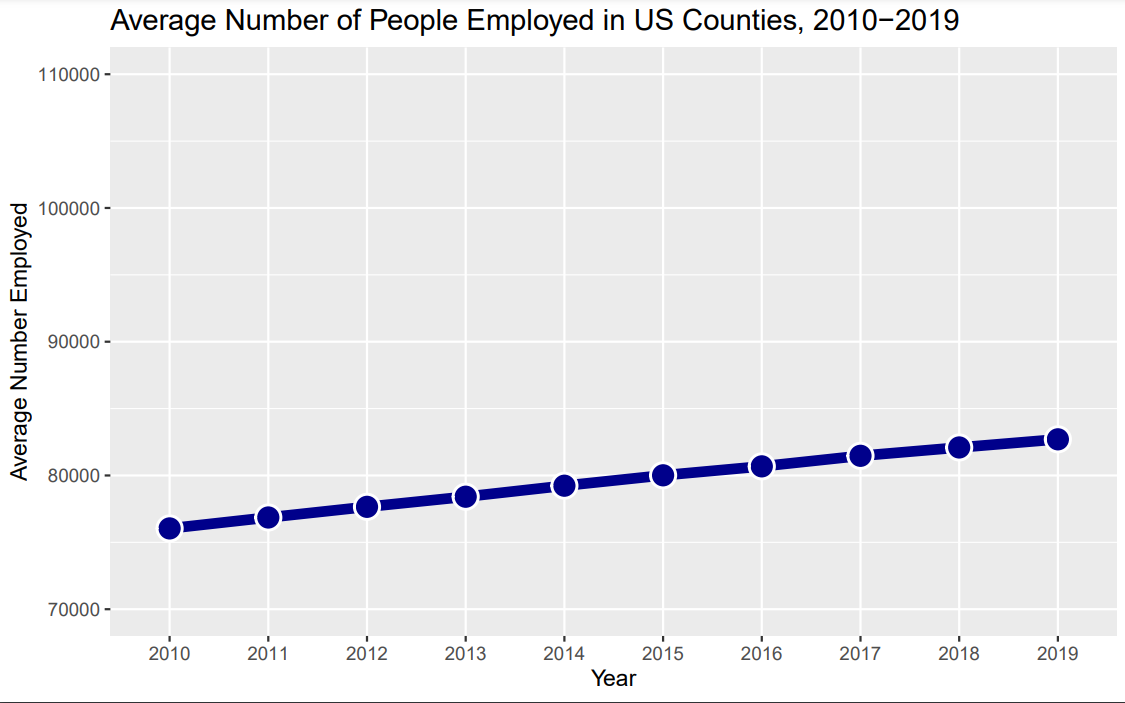 Average Number of People Employed in US Counties, 2010−2019
Average Number Employed
110000
100000
90000
80000
70000
2010 2011 2012 2013 2014 2015 2016 2017 2018 2019
Year